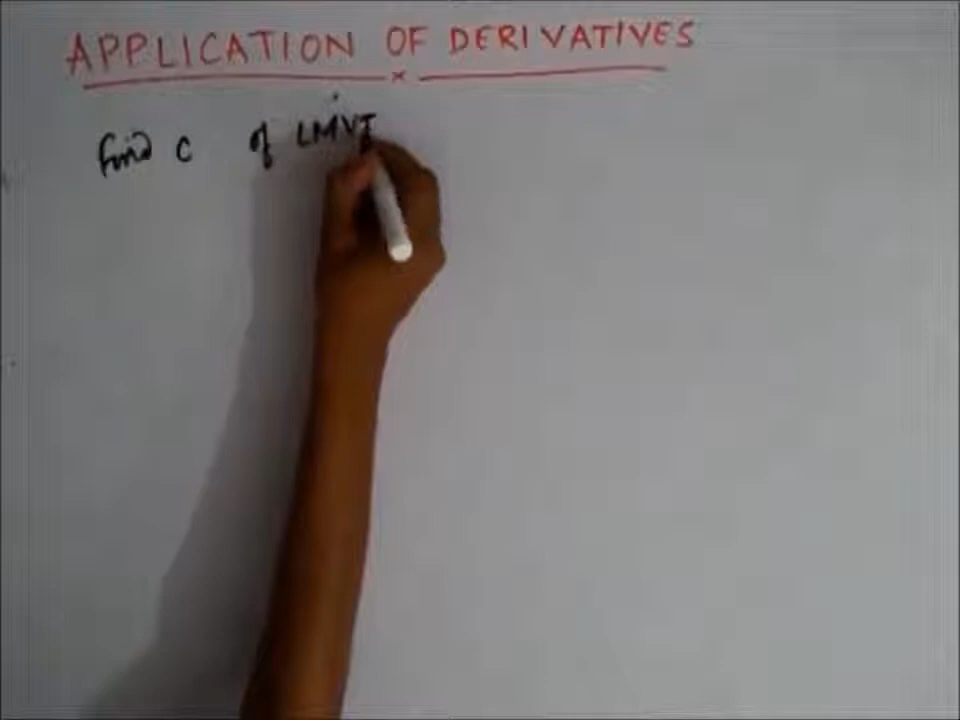 APPLICATION OF DERIVATIVES
find c of LMVT